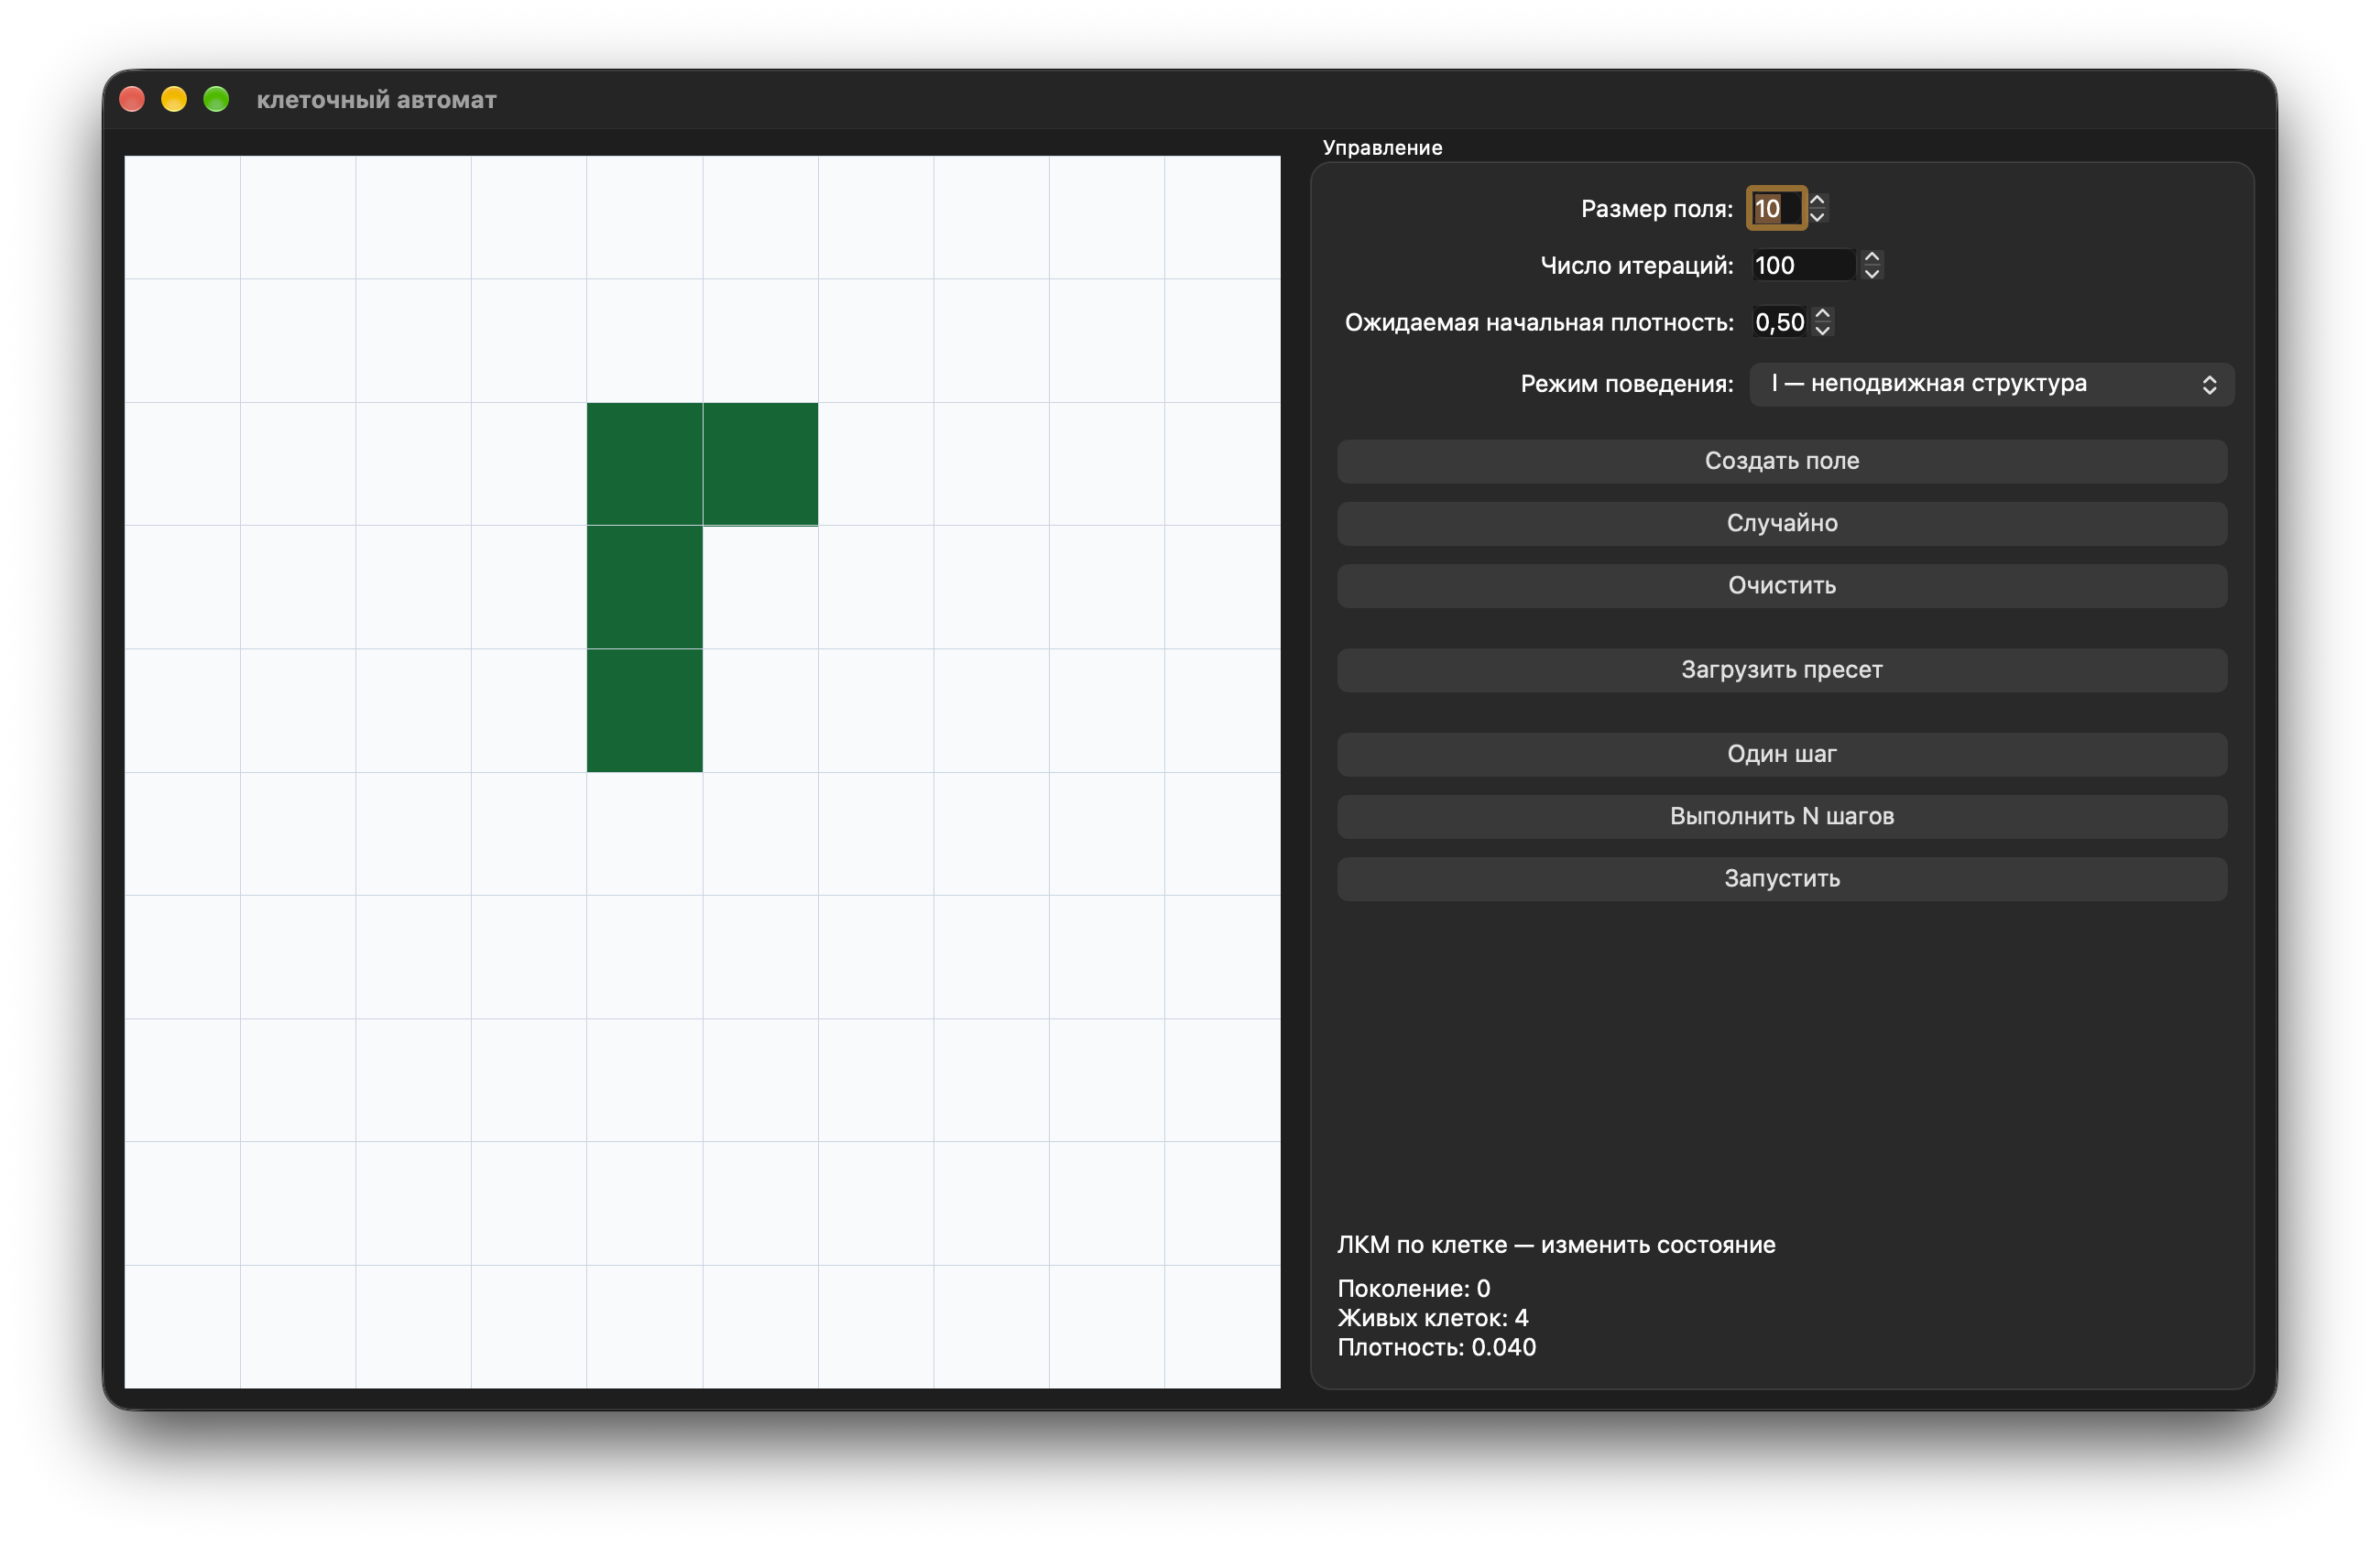 клеточный автомат
Управление
Размер поля: 10
Число итераций: 100
Ожидаемая начальная плотность: 0,50
Режим поведения: I — неподвижная структура
Создать поле
Случайно
Очистить
Загрузить пресет
Один шаг
Выполнить N шагов
Запустить
ЛКМ по клетке — изменить состояние
Поколение: 0
Живых клеток: 4
Плотность: 0.040